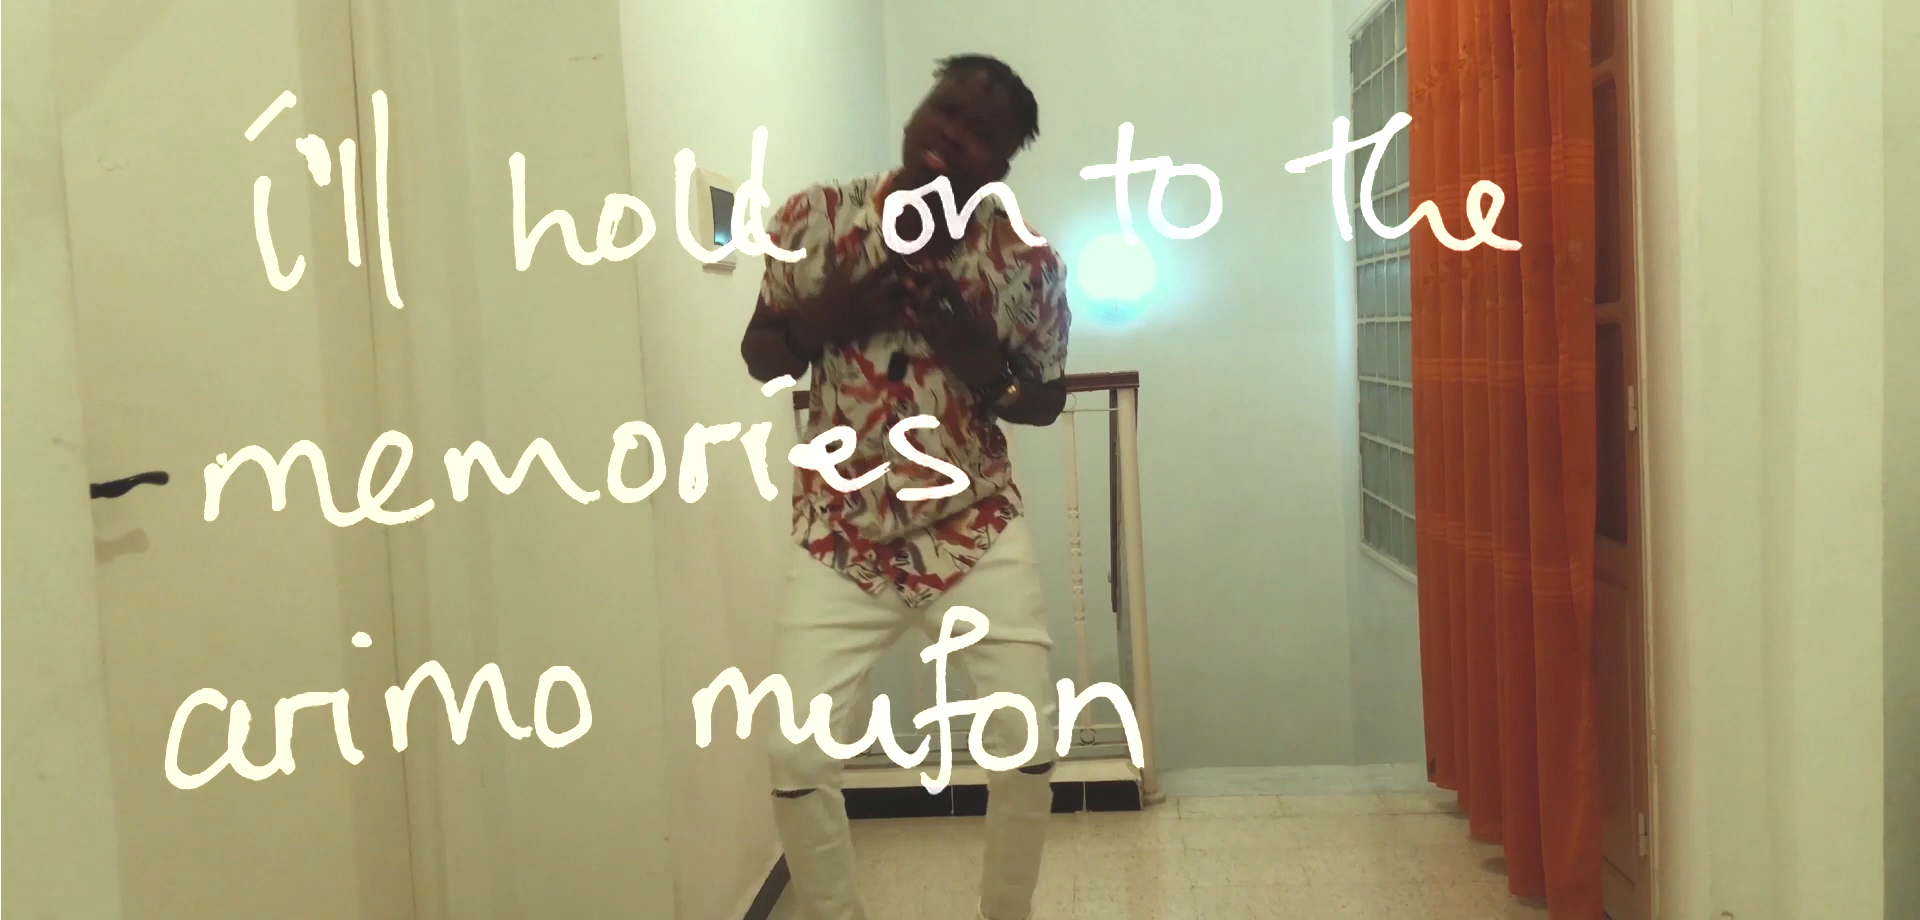 i'll hold on to the
memories
arimo mufon